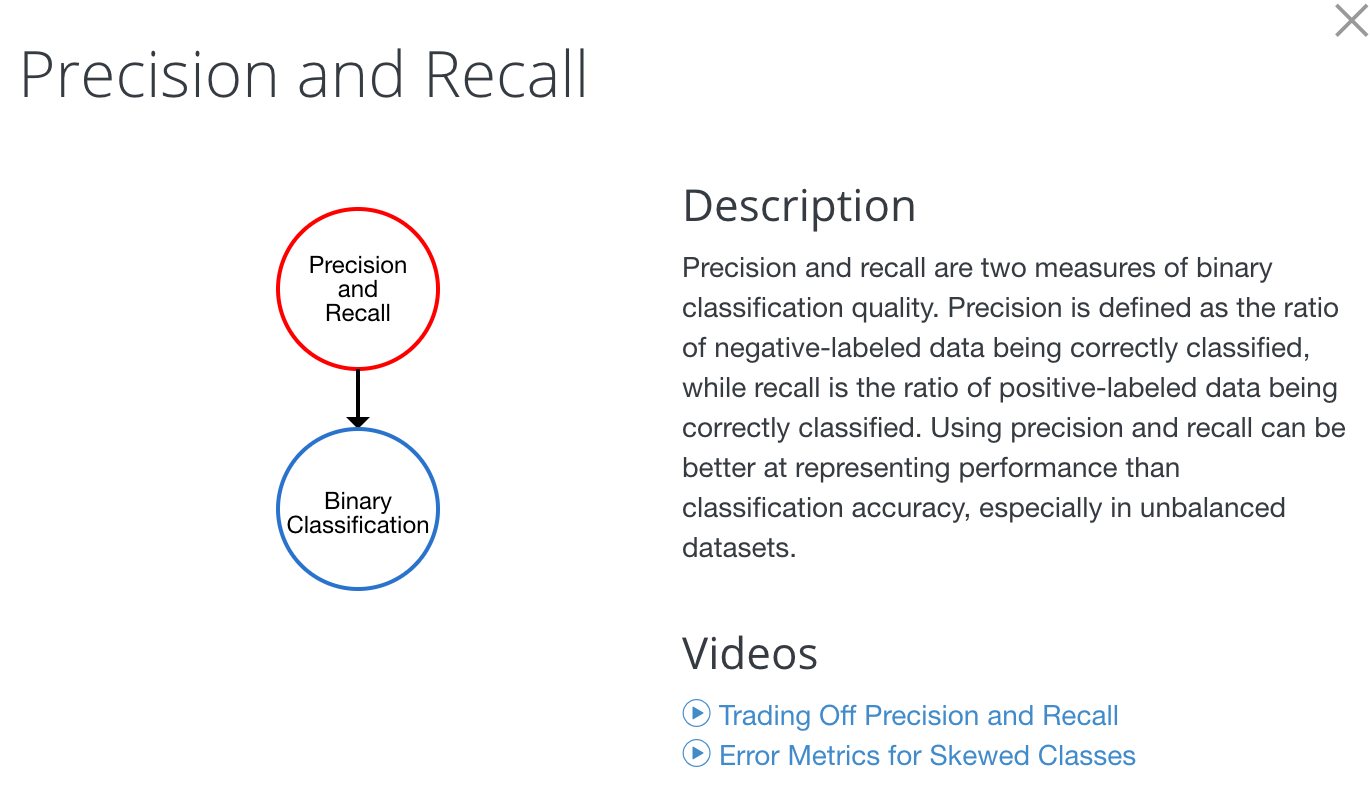 Precision and Recall
Precision
and
Recall
Binary
Classification
Description
Precision and recall are two measures of binary
classification quality. Precision is defined as the ratio
of negative-labeled data being correctly classified,
while recall is the ratio of positive-labeled data being
correctly classified. Using precision and recall can be
better at representing performance than
classification accuracy, especially in unbalanced
datasets.
Videos
Trading Off Precision and Recall
Error Metrics for Skewed Classes